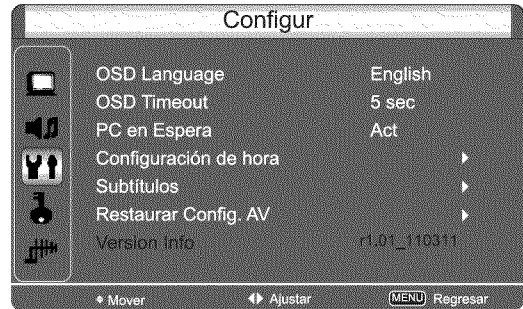 Configur
OSD Language English
OSD Timeout 5 sec
PC en Espera Act
Configuración de hora
Subtítulos
Restaurar Config. AV
Version Info r1.01_110311
Mover Ajustar MENU Regresar